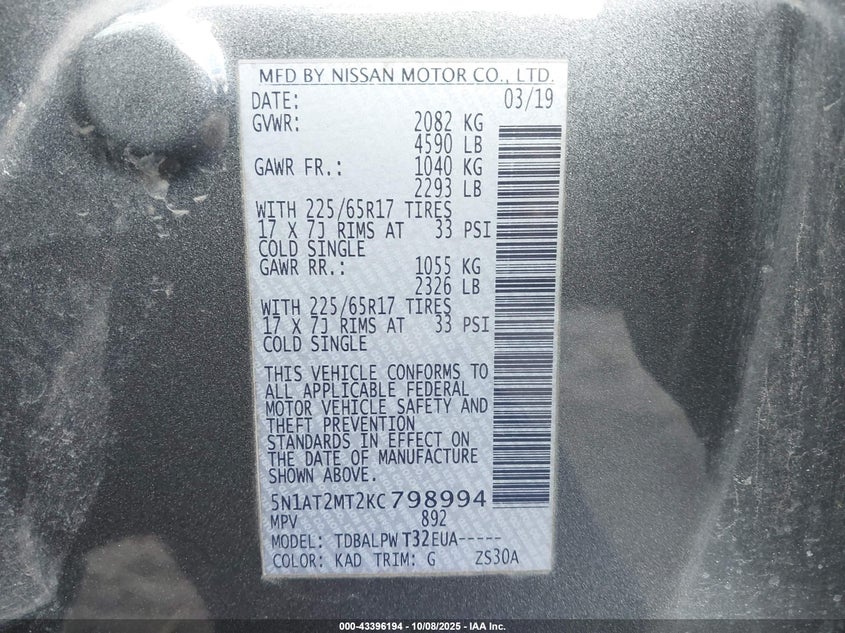 MFD BY NISSAN MOTOR CO., LTD.
DATE: 03/19
GVWR: 2082 KG
4590 LB
GAWR FR.: 1040 KG
2293 LB
WITH 225/65R17 TIRES
17 X 7J RIMS AT 33 PSI
COLD SINGLE
GAWR RR.: 1055 KG
2326 LB
WITH 225/65R17 TIRES
17 X 7J RIMS AT 33 PSI
COLD SINGLE
THIS VEHICLE CONFORMS TO
ALL APPLICABLE FEDERAL
MOTOR VEHICLE SAFETY AND
THEFT PREVENTION
STANDARDS IN EFFECT ON
THE DATE OF MANUFACTURE
SHOWN ABOVE.
5N1AT2MT2KC798994
MPV 892
MODEL: TDBALPW T32EUA-----
COLOR: KAD TRIM: G ZS30A
000-43396194 - 10/08/2025 - IAA Inc.